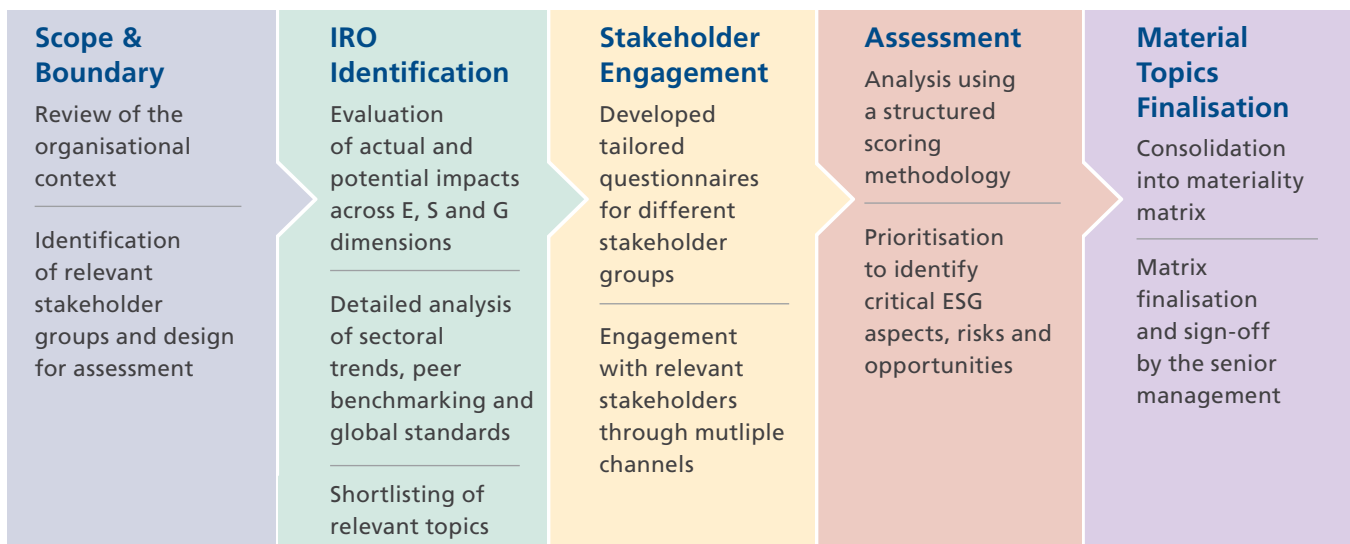 Scope &
Boundary
Review of the
organisational
context
Identification
of relevant
stakeholder
groups and design
for assessment
IRO
Identification
Evaluation
of actual and
potential impacts
across E, S and G
dimensions
Detailed analysis
of sectoral
trends, peer
benchmarking and
global standards
Shortlisting of
relevant topics
Stakeholder
Engagement
Developed
tailored
questionnaires
for different
stakeholder
groups
Engagement
with relevant
stakeholders
through mutliple
channels
Assessment
Analysis using
a structured
scoring
methodology
Prioritisation
to identify
critical ESG
aspects, risks and
opportunities
Material
Topics
Finalisation
Consolidation
into materiality
matrix
Matrix
finalisation
and sign-off
by the senior
management